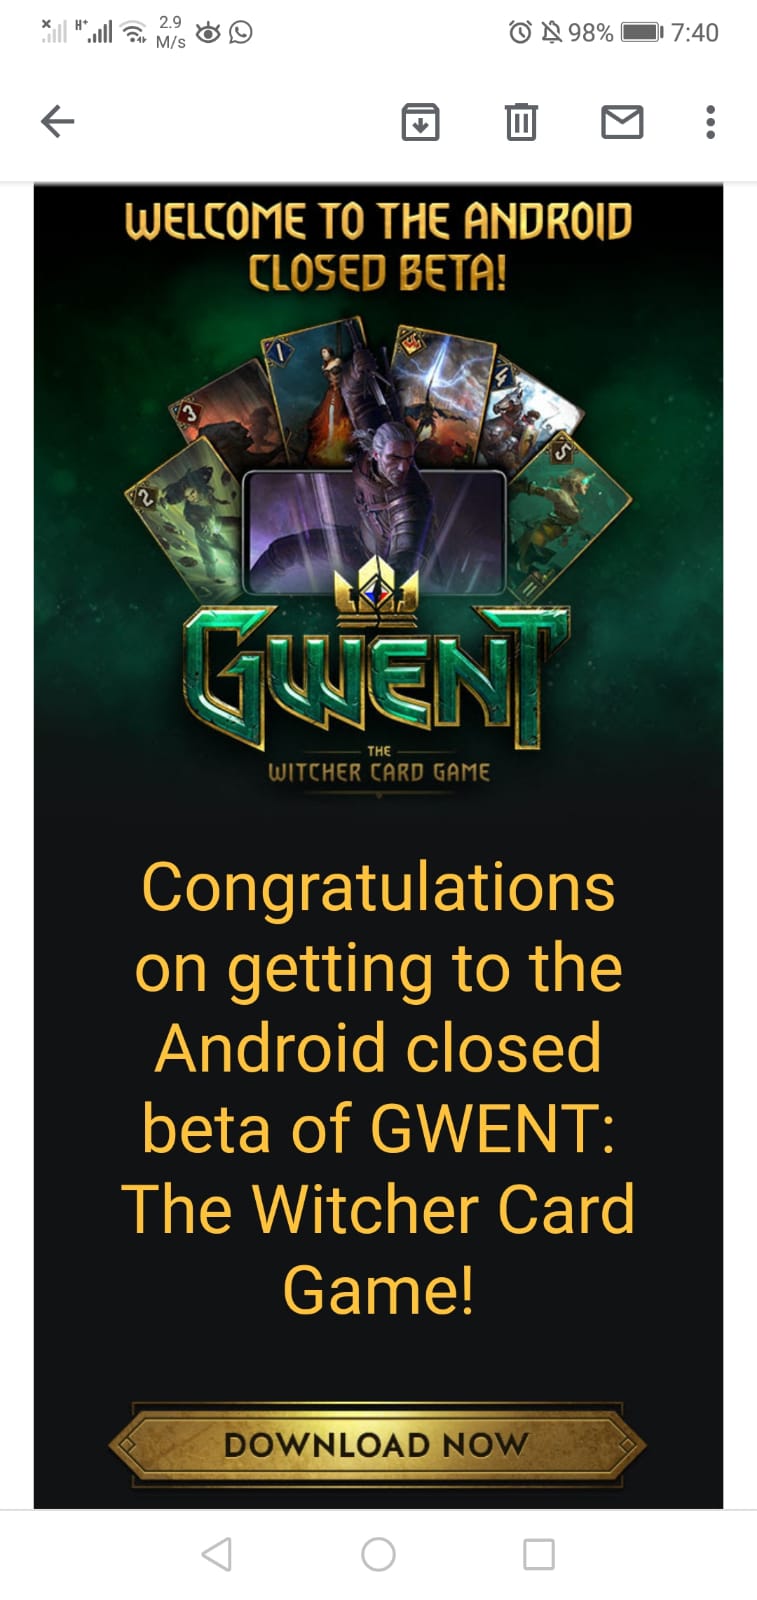 2.9
M/s
H+
98%
7:40
WELCOME TO THE ANDROID
CLOSED BETA!
2
3
1
4
5
GWENT
THE
WITCHER CARD GAME
Congratulations
on getting to the
Android closed
beta of GWENT:
The Witcher Card
Game!
DOWNLOAD NOW